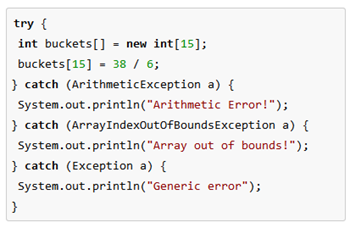 try {
 int buckets[] = new int[15];
 buckets[15] = 38 / 6;
} catch (ArithmeticException a) {
 System.out.println("Arithmetic Error!");
} catch (ArrayIndexOutOfBoundsException a) {
 System.out.println("Array out of bounds!");
} catch (Exception a) {
 System.out.println("Generic error");
}